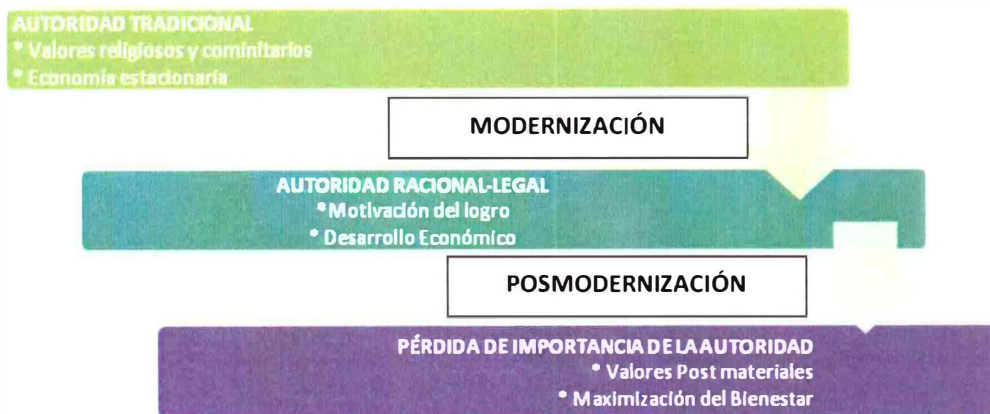 AUTORIDAD TRADICIONAL
* Valores religiosos y cominitarios
* Economía estacionaria
MODERNIZACIÓN
AUTORIDAD RACIONAL-LEGAL
*Motivación del logro
* Desarrollo Económico
POSMODERNIZACIÓN
PÉRDIDA DE IMPORTANCIA DE LA AUTORIDAD
* Valores Post materiales
* Maximización del Bienestar